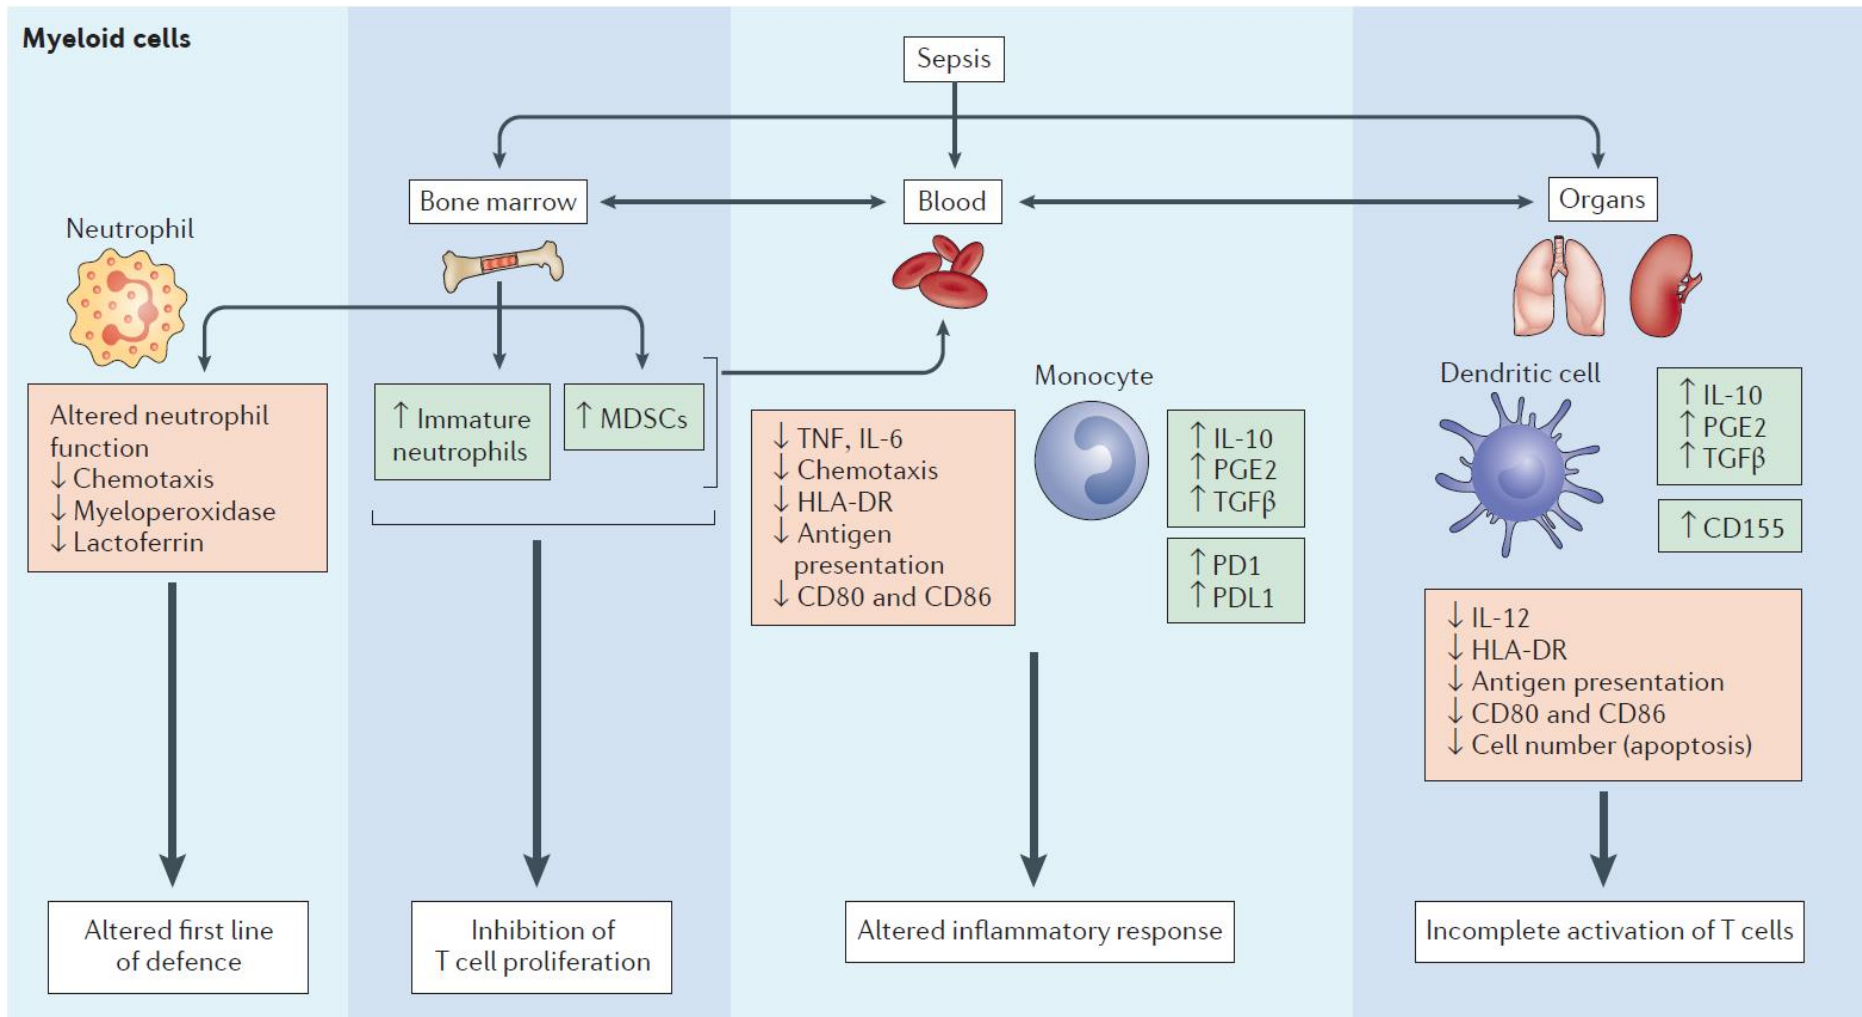 Myeloid cells
Sepsis
Bone marrow
Blood
Organs
Neutrophil
Altered neutrophil
function
↓ Chemotaxis
↓ Myeloperoxidase
↓ Lactoferrin
↑ Immature
neutrophils
↑ MDSCs
↓ TNF, IL-6
↓ Chemotaxis
↓ HLA-DR
↓ Antigen
presentation
↓ CD80 and CD86
Monocyte
↑ IL-10
↑ PGE2
↑ TGFβ
↑ PD1
↑ PDL1
Dendritic cell
↑ IL-10
↑ PGE2
↑ TGFβ
↑ CD155
↓ IL-12
↓ HLA-DR
↓ Antigen presentation
↓ CD80 and CD86
↓ Cell number (apoptosis)
Altered first line
of defence
Inhibition of
T cell proliferation
Altered inflammatory response
Incomplete activation of T cells